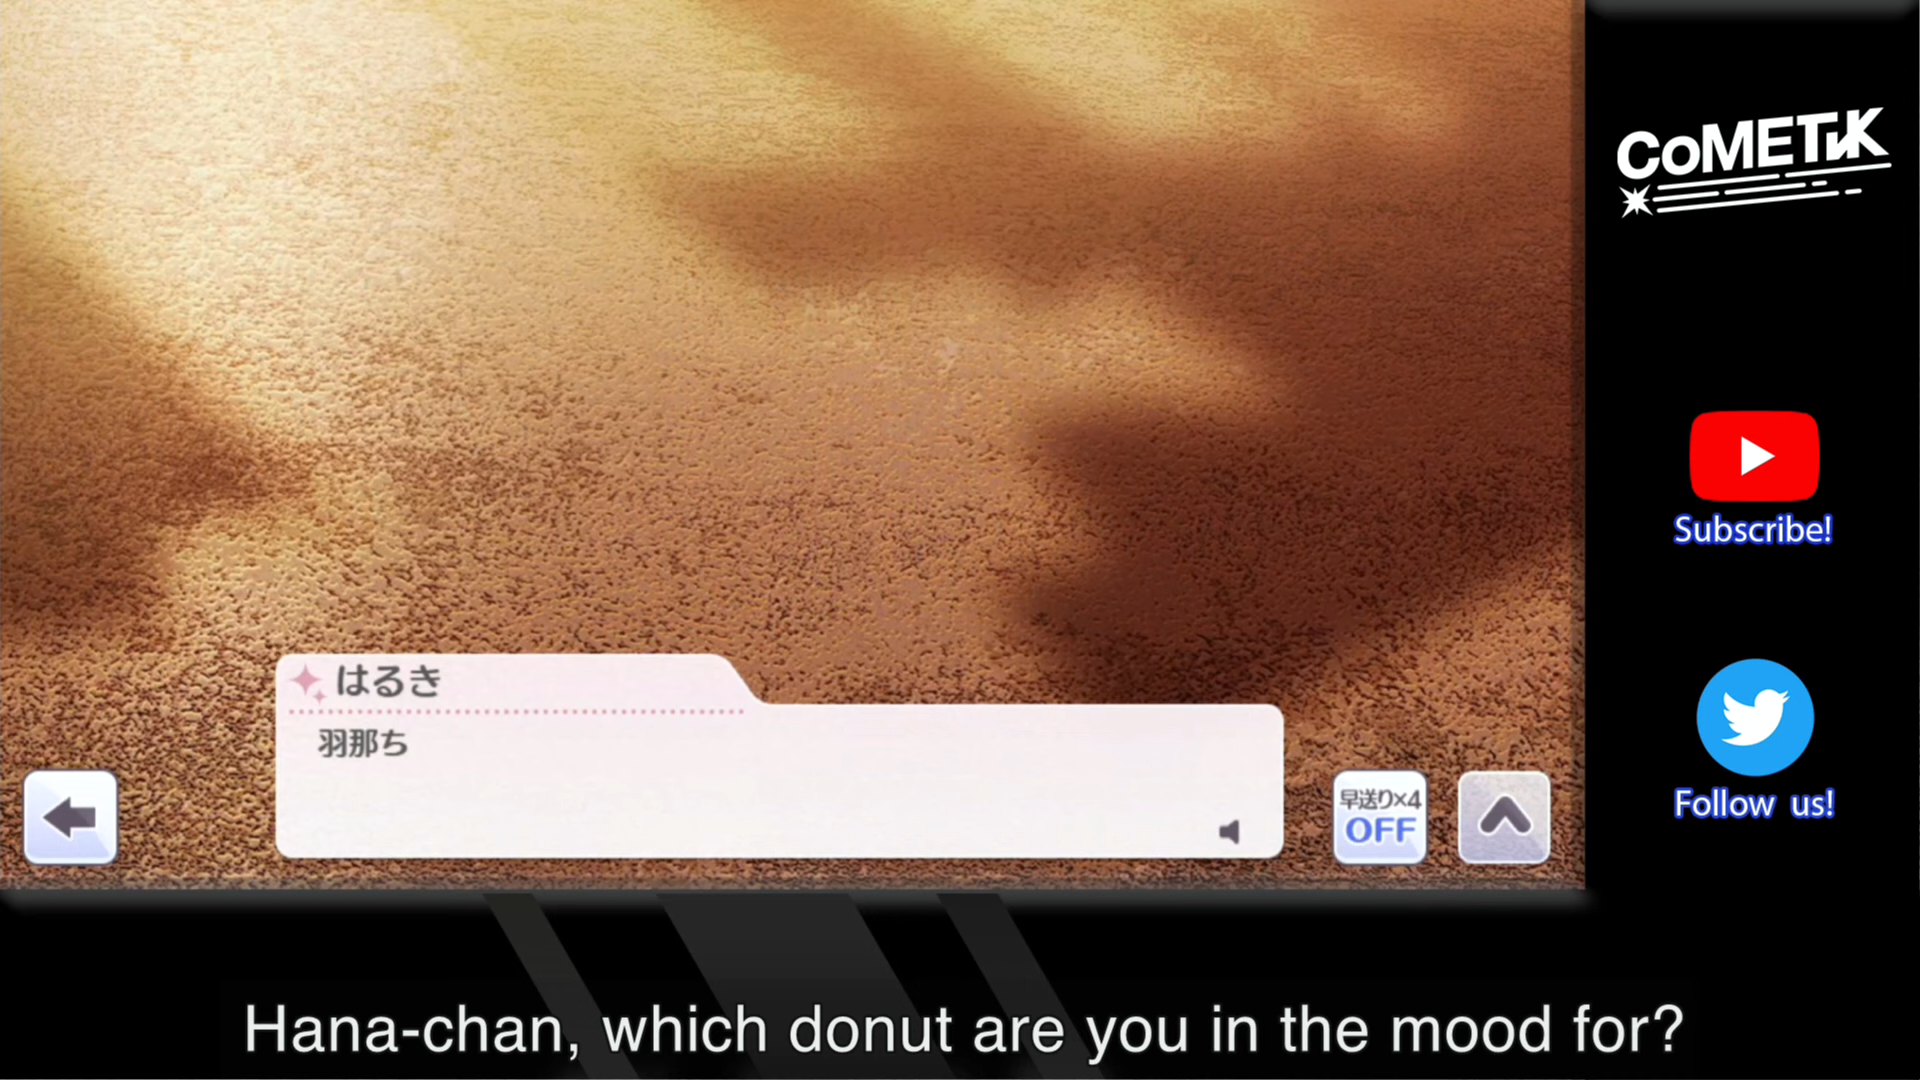 CoMETIK
はるき
羽那ち
早送り×4
OFF
Subscribe!
Follow us!
Hana-chan, which donut are you in the mood for?